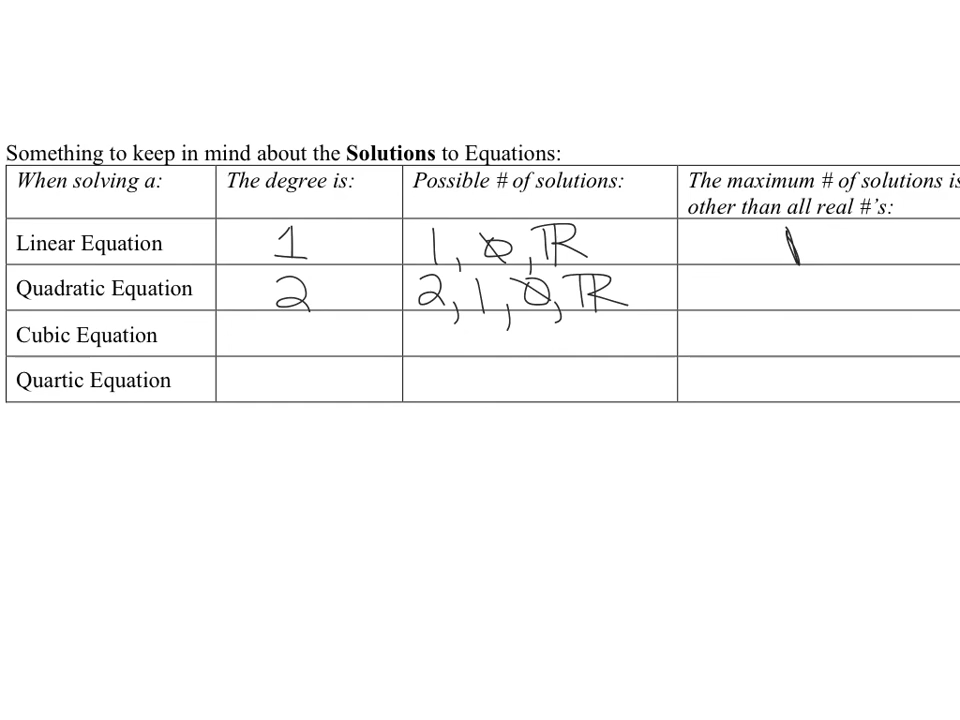 Something to keep in mind about the Solutions to Equations:
When solving a: The degree is: Possible # of solutions: The maximum # of solutions is
other than all real #'s:
Linear Equation 1 1, ∅, ℝ 1
Quadratic Equation 2 2, 1, ∅, ℝ
Cubic Equation
Quartic Equation